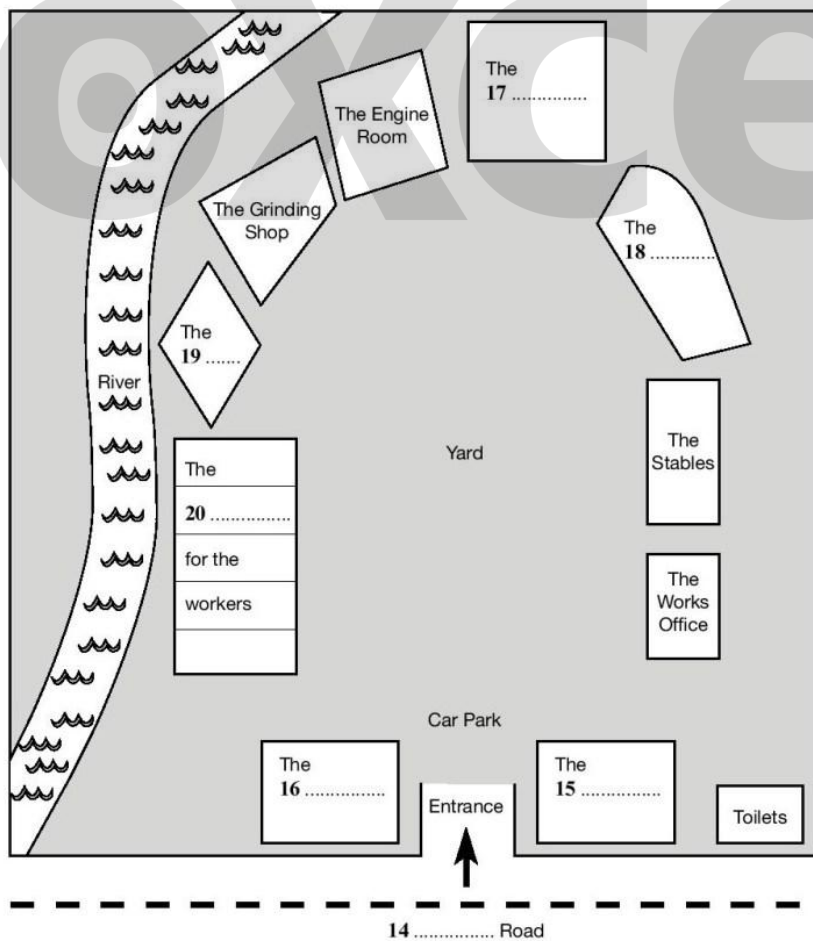 The
17 ...............
The Engine
Room
The Grinding
Shop
The
18 .............
The
19 .......
River
Yard
The
Stables
The
20 ................
for the
workers
The
Works
Office
Car Park
The
16 ................
Entrance
The
15 ................
Toilets
14 ................ Road
oxce